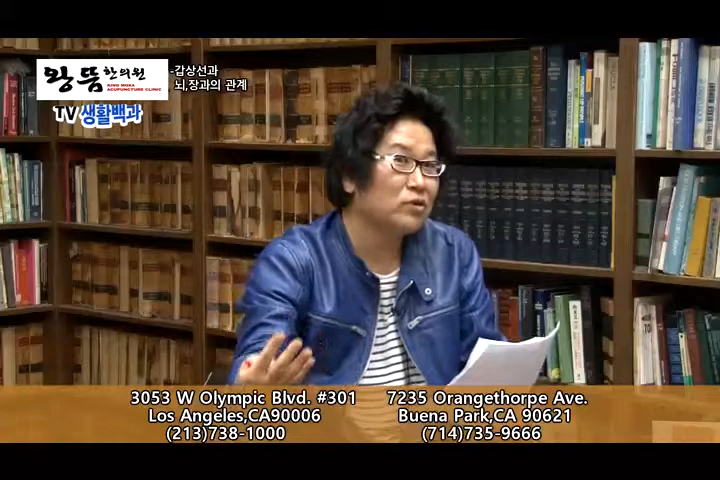 왕뜸한의원
KING MOXA
ACUPUNCTURE CLINIC
-갑상선과
뇌,장과의 관계
TV 생활백과
3053 W Olympic Blvd. #301
Los Angeles,CA90006
(213)738-1000
7235 Orangethorpe Ave.
Buena Park,CA 90621
(714)735-9666